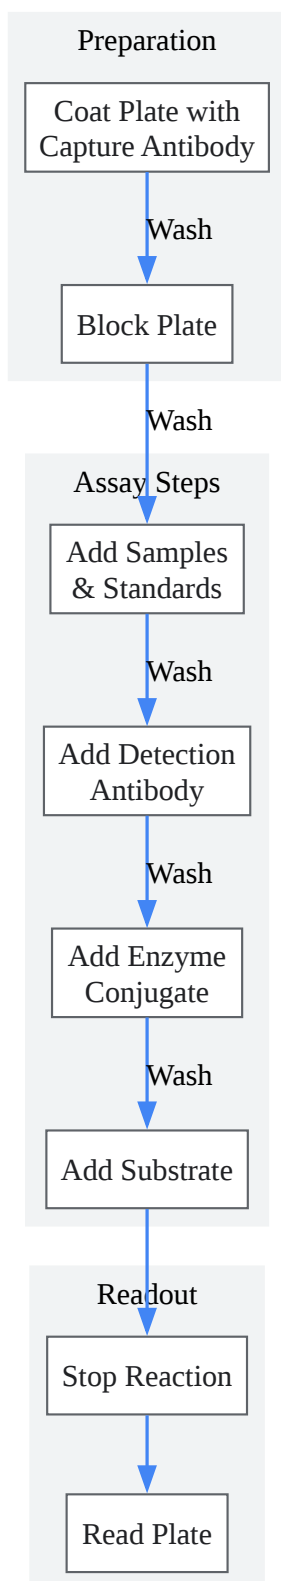 Preparation
Coat Plate with
Capture Antibody
Wash
Block Plate
Wash
Assay Steps
Add Samples
& Standards
Wash
Add Detection
Antibody
Wash
Add Enzyme
Conjugate
Wash
Add Substrate
Readout
Stop Reaction
Read Plate